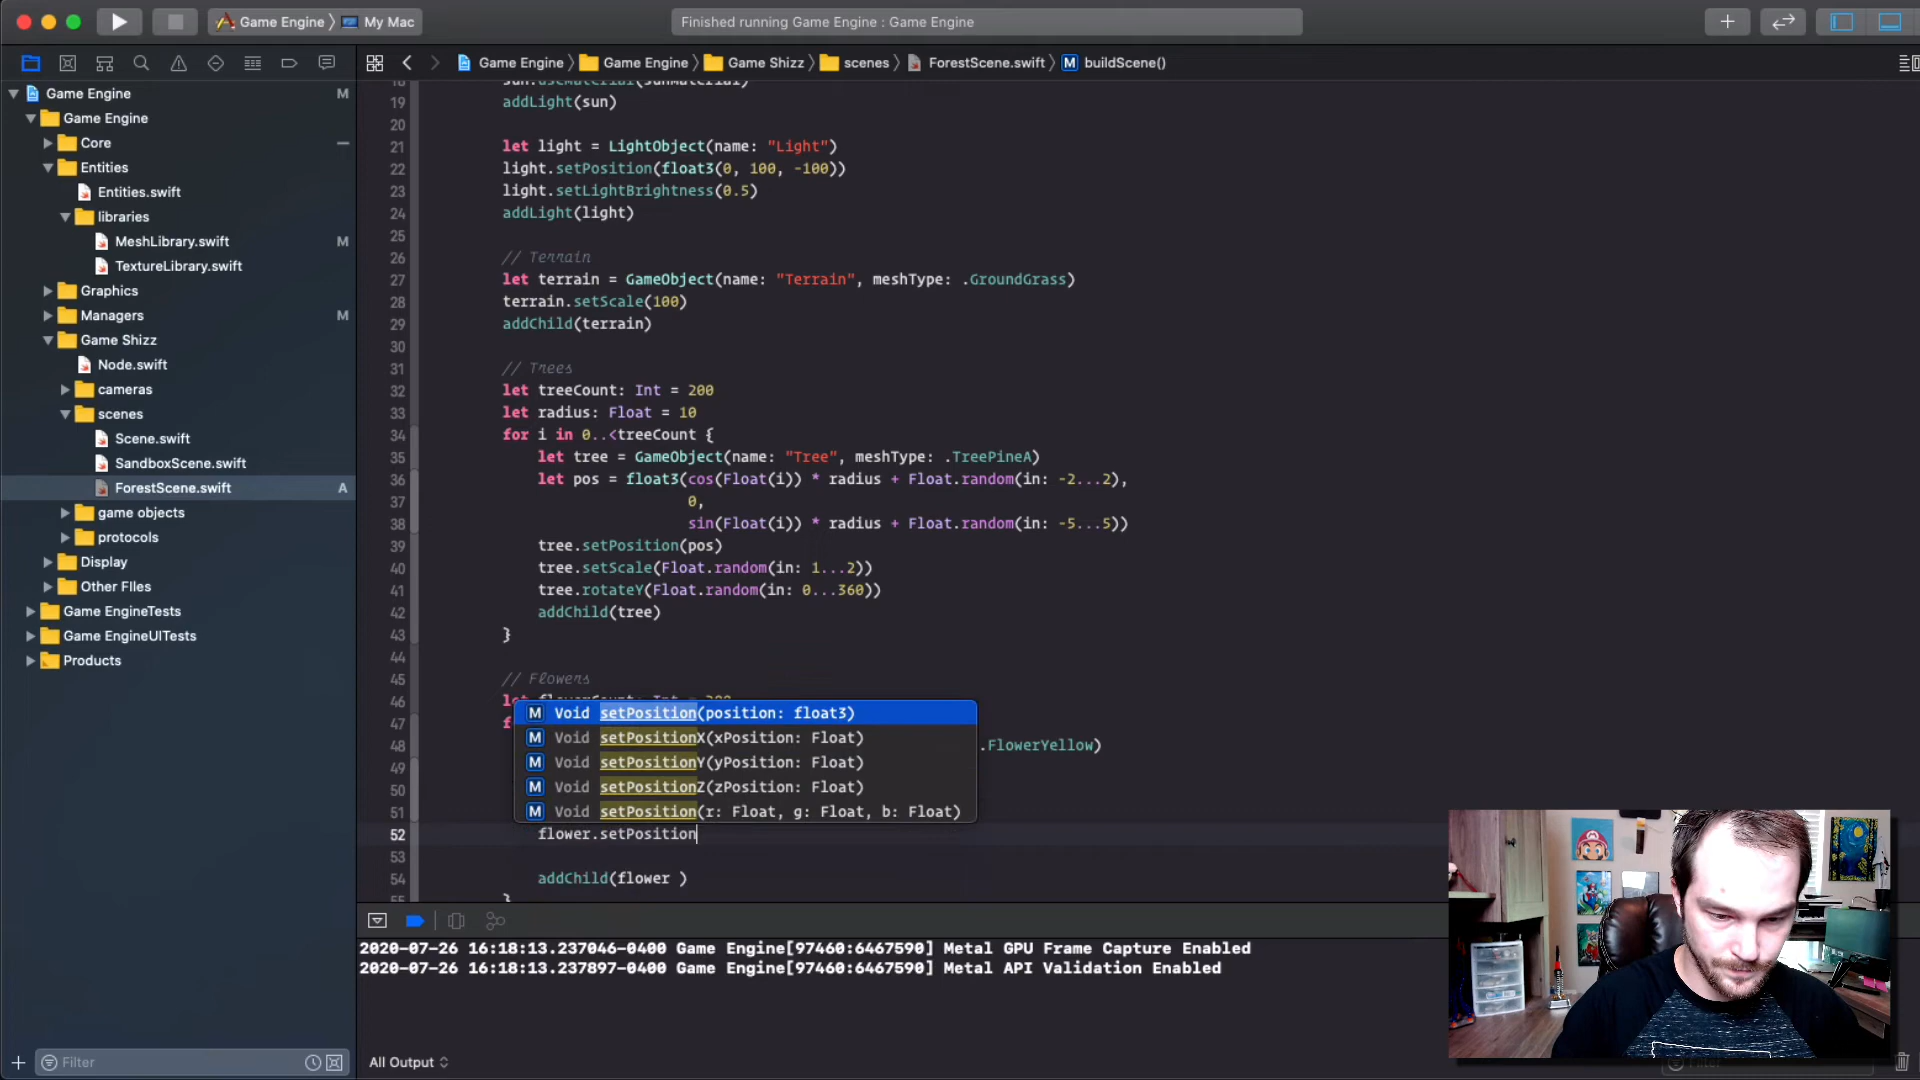 Game Engine 〉 My Mac
Finished running Game Engine : Game Engine
Game Engine 〉 Game Engine 〉 Game Shizz 〉 scenes 〉 ForestScene.swift 〉 M buildScene()
Game Engine M
Game Engine
Core
Entities
Entities.swift
libraries
MeshLibrary.swift M
TextureLibrary.swift
Graphics
Managers M
Game Shizz
Node.swift
cameras
scenes
Scene.swift
SandboxScene.swift
ForestScene.swift A
game objects
protocols
Display
Other FIles
Game EngineTests
Game EngineUITests
Products
Filter
19 addLight(sun)
20
21 let light = LightObject(name: "Light")
22 light.setPosition(float3(0, 100, -100))
23 light.setLightBrightness(0.5)
24 addLight(light)
25
26 // Terrain
27 let terrain = GameObject(name: "Terrain", meshType: .GroundGrass)
28 terrain.setScale(100)
29 addChild(terrain)
30
31 // Trees
32 let treeCount: Int = 200
33 let radius: Float = 10
34 for i in 0..<treeCount {
35 let tree = GameObject(name: "Tree", meshType: .TreePineA)
36 let pos = float3(cos(Float(i)) * radius + Float.random(in: -2...2),
37 0,
38 sin(Float(i)) * radius + Float.random(in: -5...5))
39 tree.setPosition(pos)
40 tree.setScale(Float.random(in: 1...2))
41 tree.rotateY(Float.random(in: 0...360))
42 addChild(tree)
43 }
44
45 // Flowers
46
47
48 .FlowerYellow)
49
50
51
52 flower.setPosition
53
54 addChild(flower )
M Void setPosition(position: float3)
M Void setPositionX(xPosition: Float)
M Void setPositionY(yPosition: Float)
M Void setPositionZ(zPosition: Float)
M Void setPosition(r: Float, g: Float, b: Float)
2020-07-26 16:18:13.237046-0400 Game Engine[97460:6467590] Metal GPU Frame Capture Enabled
2020-07-26 16:18:13.237897-0400 Game Engine[97460:6467590] Metal API Validation Enabled
All Output